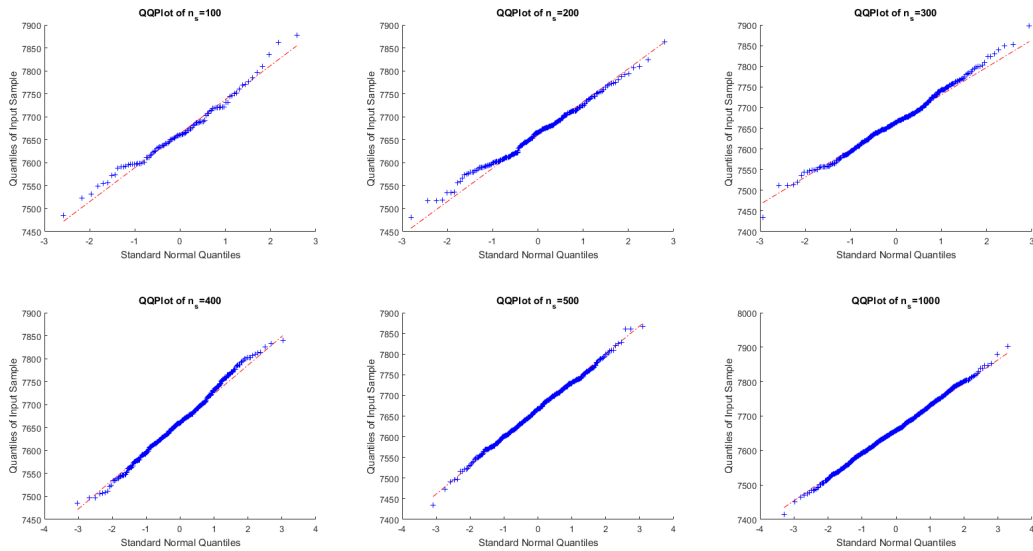 QQPlot of n_s=100
7900
7850
7800
7750
7700
7650
7600
7550
7500
7450
Quantiles of Input Sample
-3 -2 -1 0 1 2 3
Standard Normal Quantiles
QQPlot of n_s=200
7900
7850
7800
7750
7700
7650
7600
7550
7500
7450
Quantiles of Input Sample
-3 -2 -1 0 1 2 3
Standard Normal Quantiles
QQPlot of n_s=300
7900
7850
7800
7750
7700
7650
7600
7550
7500
7450
7400
Quantiles of Input Sample
-3 -2 -1 0 1 2 3
Standard Normal Quantiles
QQPlot of n_s=400
7900
7850
7800
7750
7700
7650
7600
7550
7500
7450
Quantiles of Input Sample
-4 -3 -2 -1 0 1 2 3 4
Standard Normal Quantiles
QQPlot of n_s=500
7900
7850
7800
7750
7700
7650
7600
7550
7500
7450
7400
Quantiles of Input Sample
-4 -3 -2 -1 0 1 2 3 4
Standard Normal Quantiles
QQPlot of n_s=1000
8000
7900
7800
7700
7600
7500
7400
Quantiles of Input Sample
-4 -3 -2 -1 0 1 2 3 4
Standard Normal Quantiles